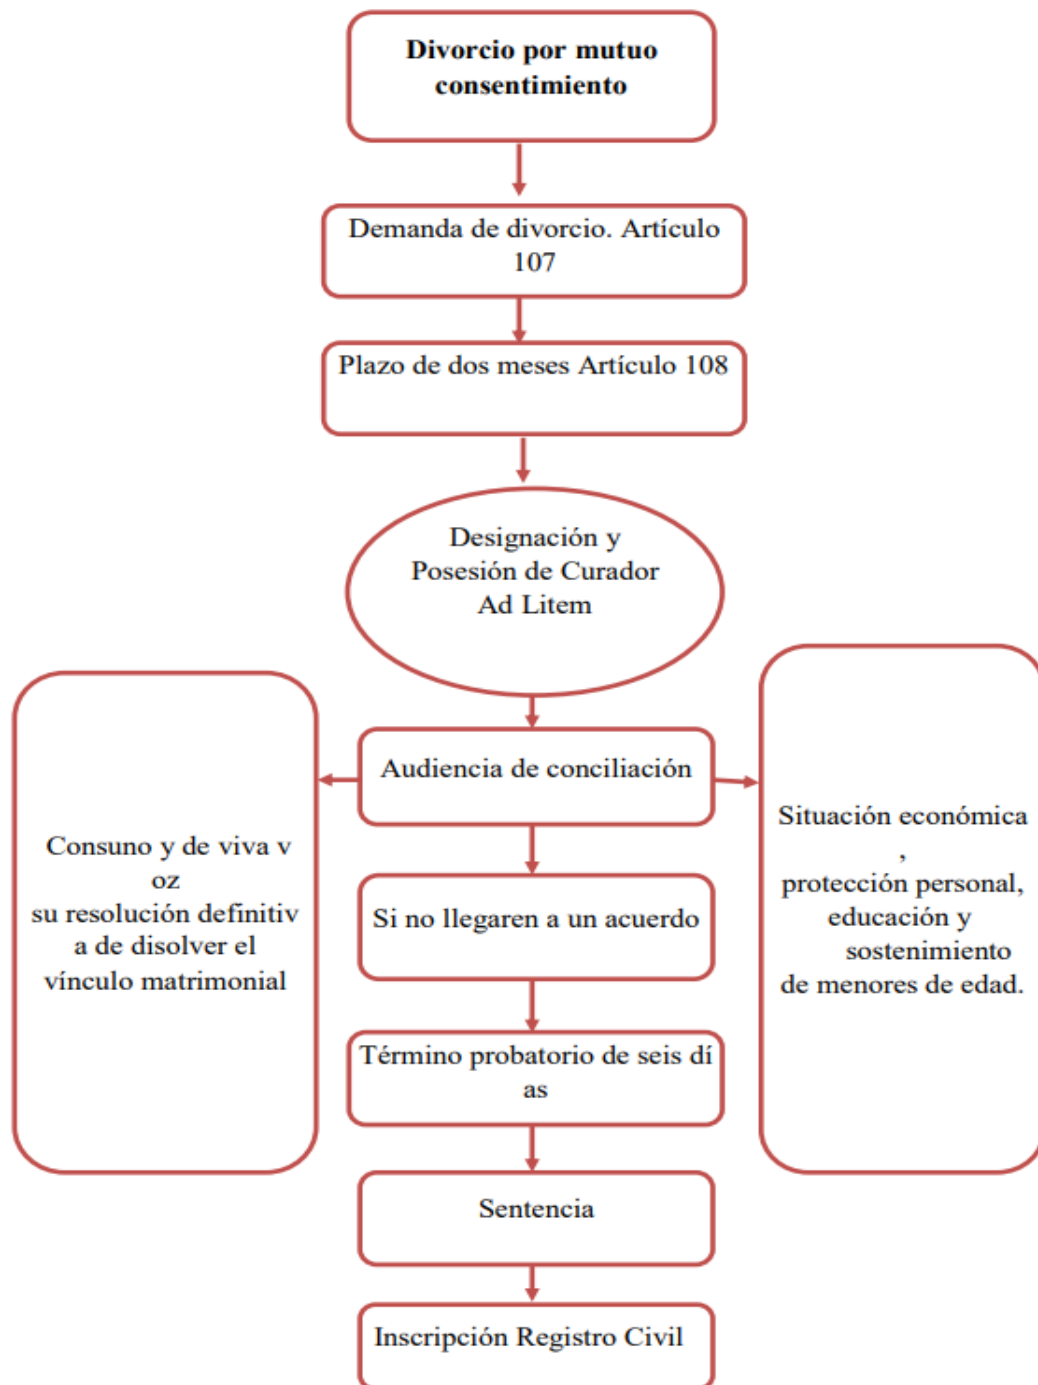 Divorcio por mutuo
consentimiento
Demanda de divorcio. Artículo
107
Plazo de dos meses Artículo 108
Designación y
Posesión de Curador
Ad Litem
Audiencia de conciliación
Consuno y de viva v
oz
su resolución definitiv
a de disolver el
vínculo matrimonial
Situación económica
,
protección personal,
educación y
sostenimiento
de menores de edad.
Si no llegaren a un acuerdo
Término probatorio de seis dí
as
Sentencia
Inscripción Registro Civil